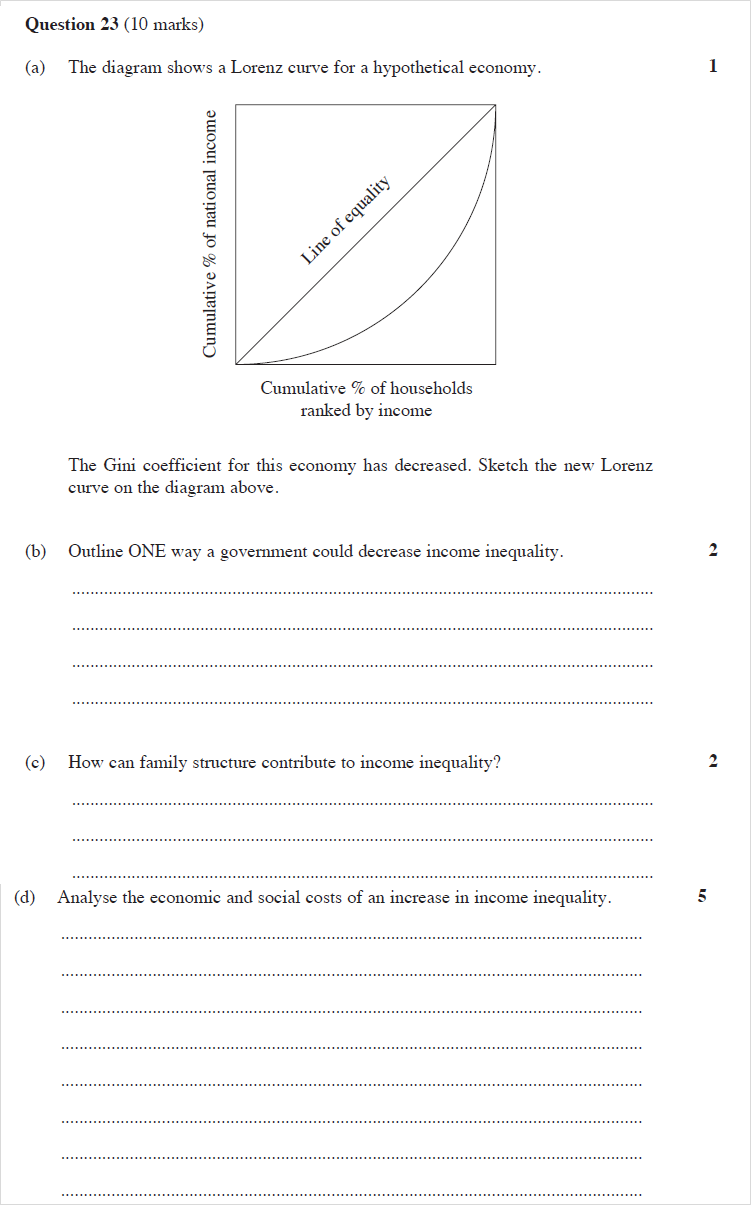 Question 23 (10 marks)
(a) The diagram shows a Lorenz curve for a hypothetical economy. 1
Cumulative % of national income
Line of equality
Cumulative % of households
ranked by income
The Gini coefficient for this economy has decreased. Sketch the new Lorenz
curve on the diagram above.
(b) Outline ONE way a government could decrease income inequality. 2
(c) How can family structure contribute to income inequality? 2
(d) Analyse the economic and social costs of an increase in income inequality. 5